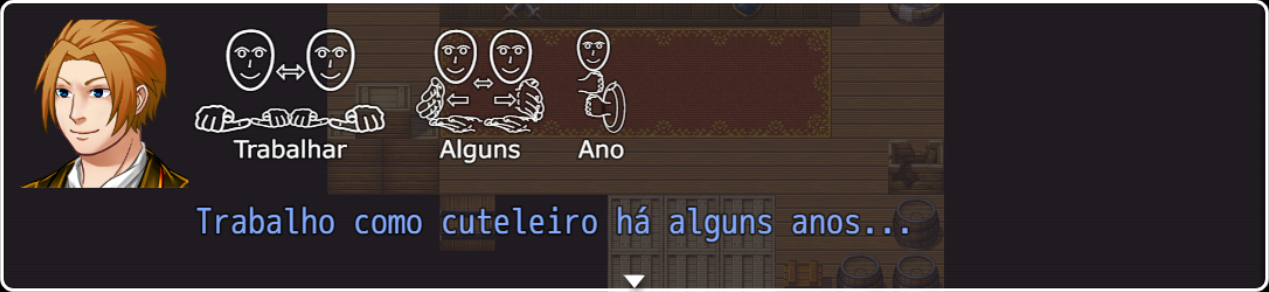 Trabalhar Alguns Ano
Trabalho como cuteleiro há alguns anos...